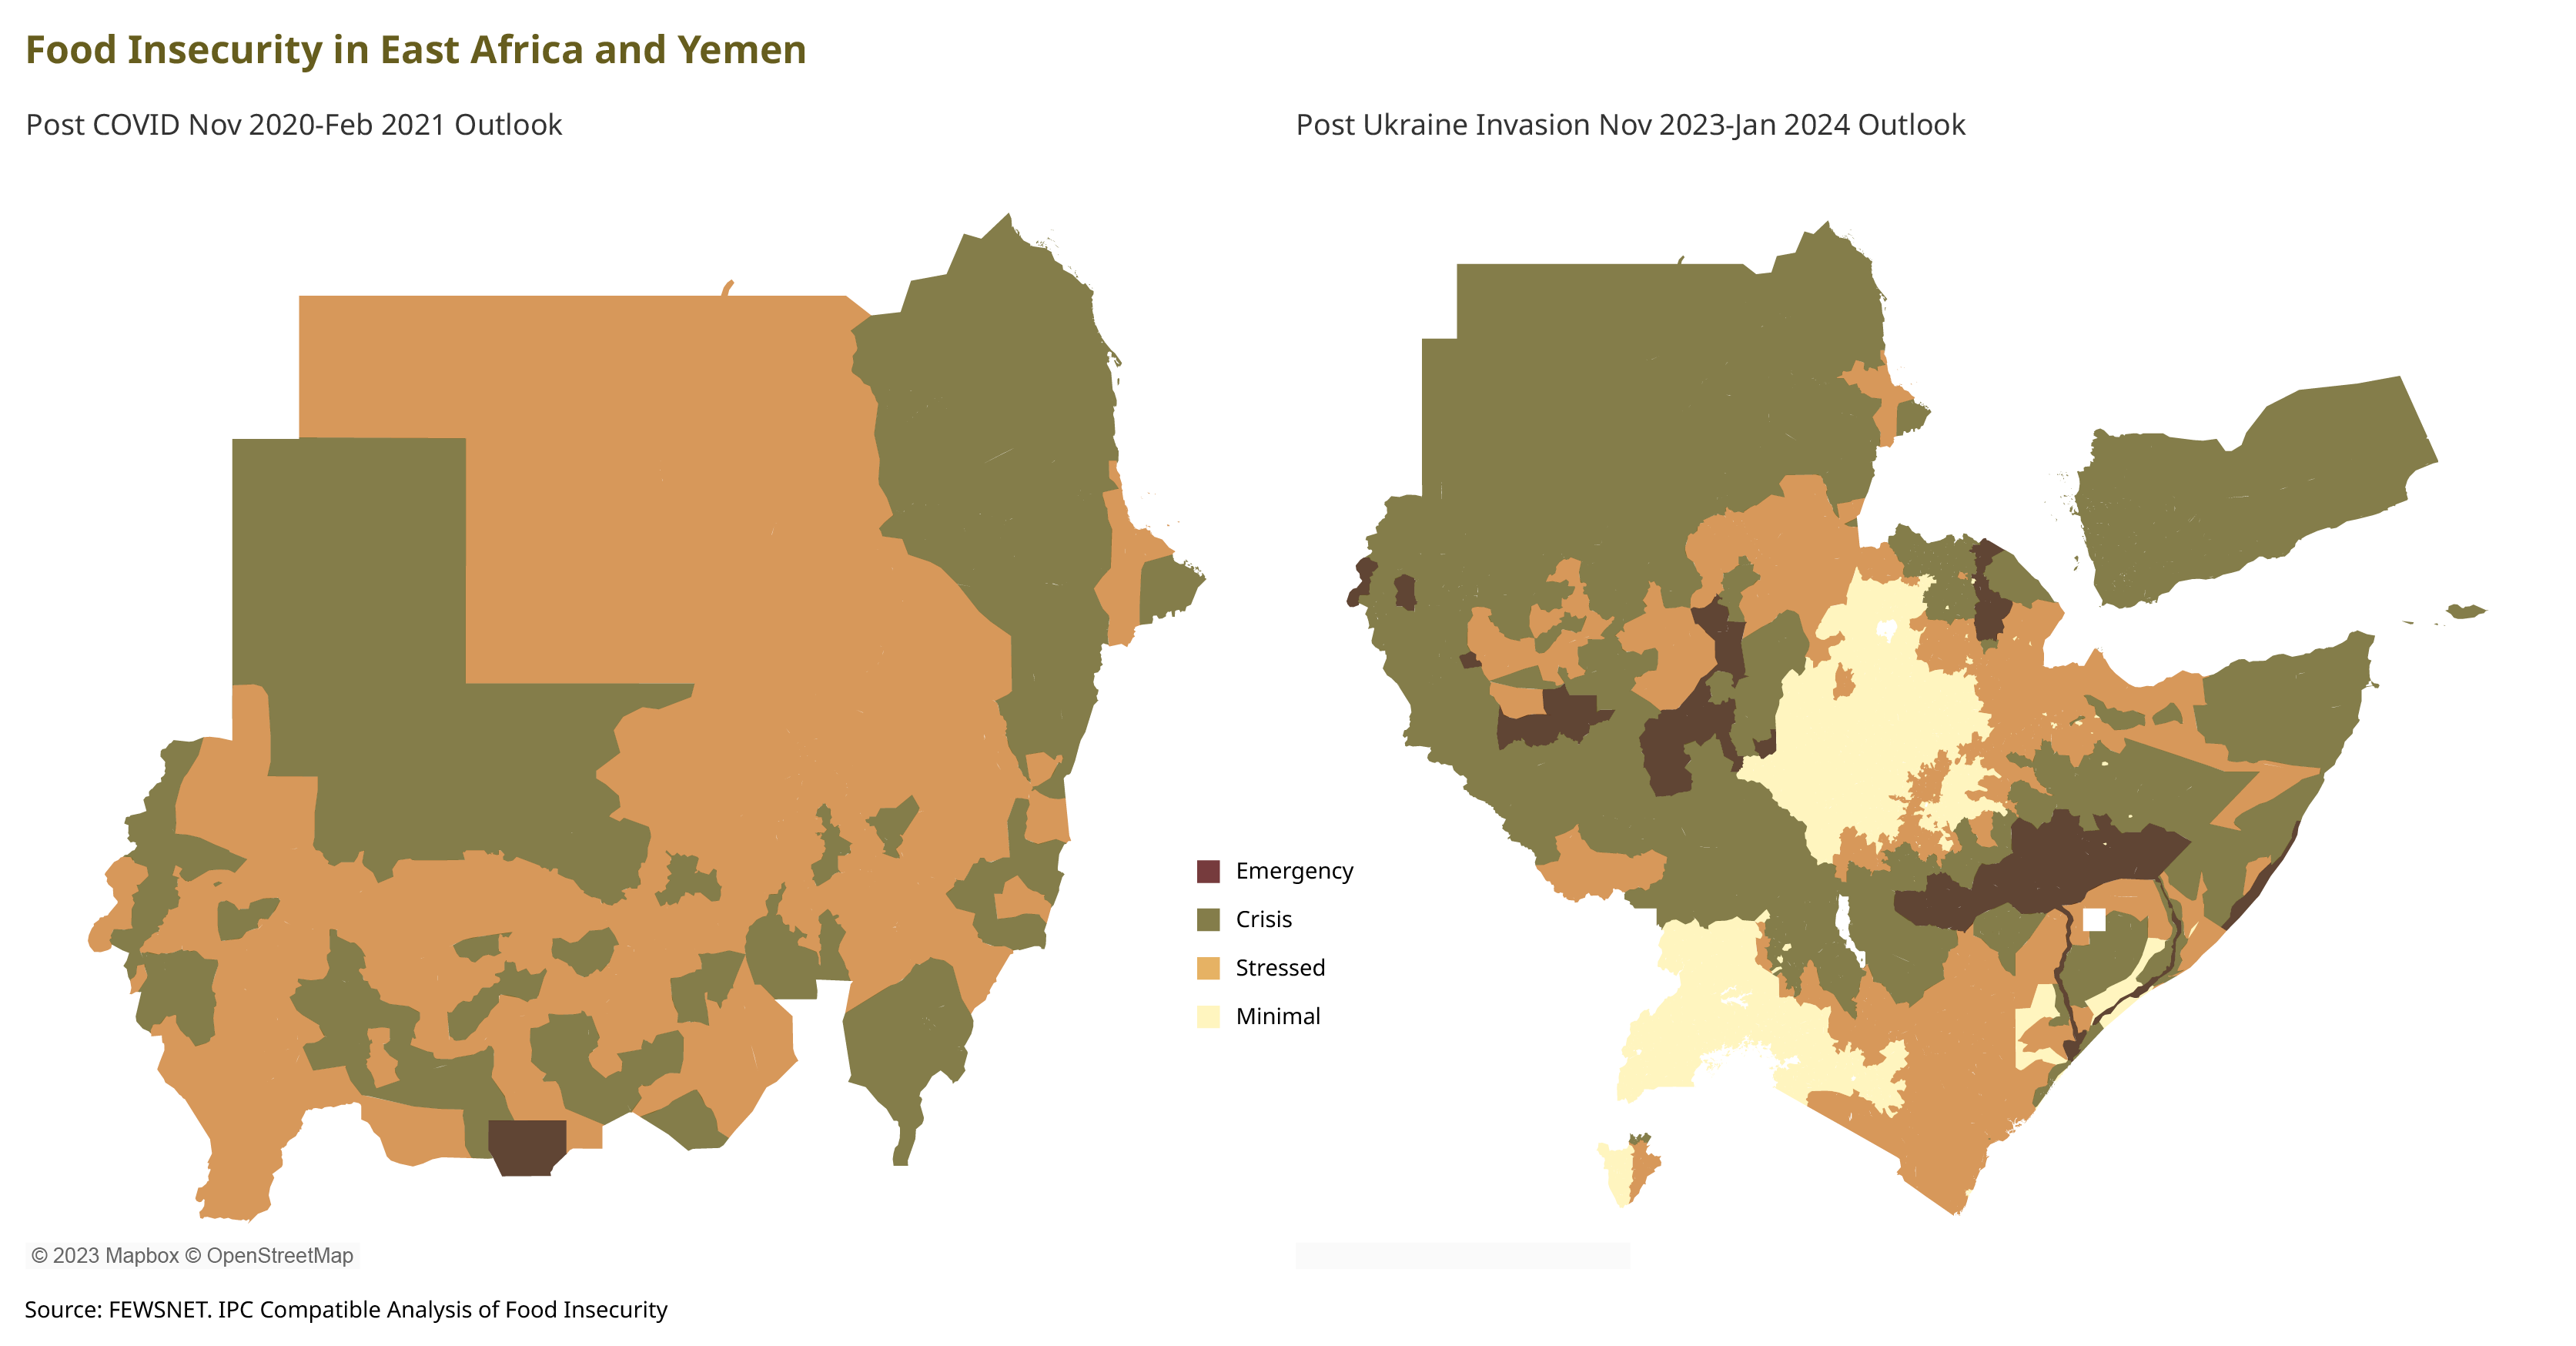 Food Insecurity in East Africa and Yemen
Post COVID Nov 2020-Feb 2021 Outlook
Post Ukraine Invasion Nov 2023-Jan 2024 Outlook
Emergency
Crisis
Stressed
Minimal
© 2023 Mapbox © OpenStreetMap
Source: FEWSNET. IPC Compatible Analysis of Food Insecurity